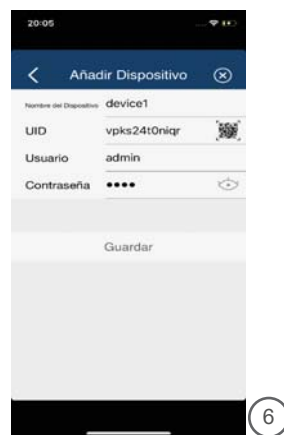 20:05
Añadir Dispositivo
Nombre del Dispositivo device1
UID vpks24t0niqr
Usuario admin
Contraseña ••••
Guardar
6